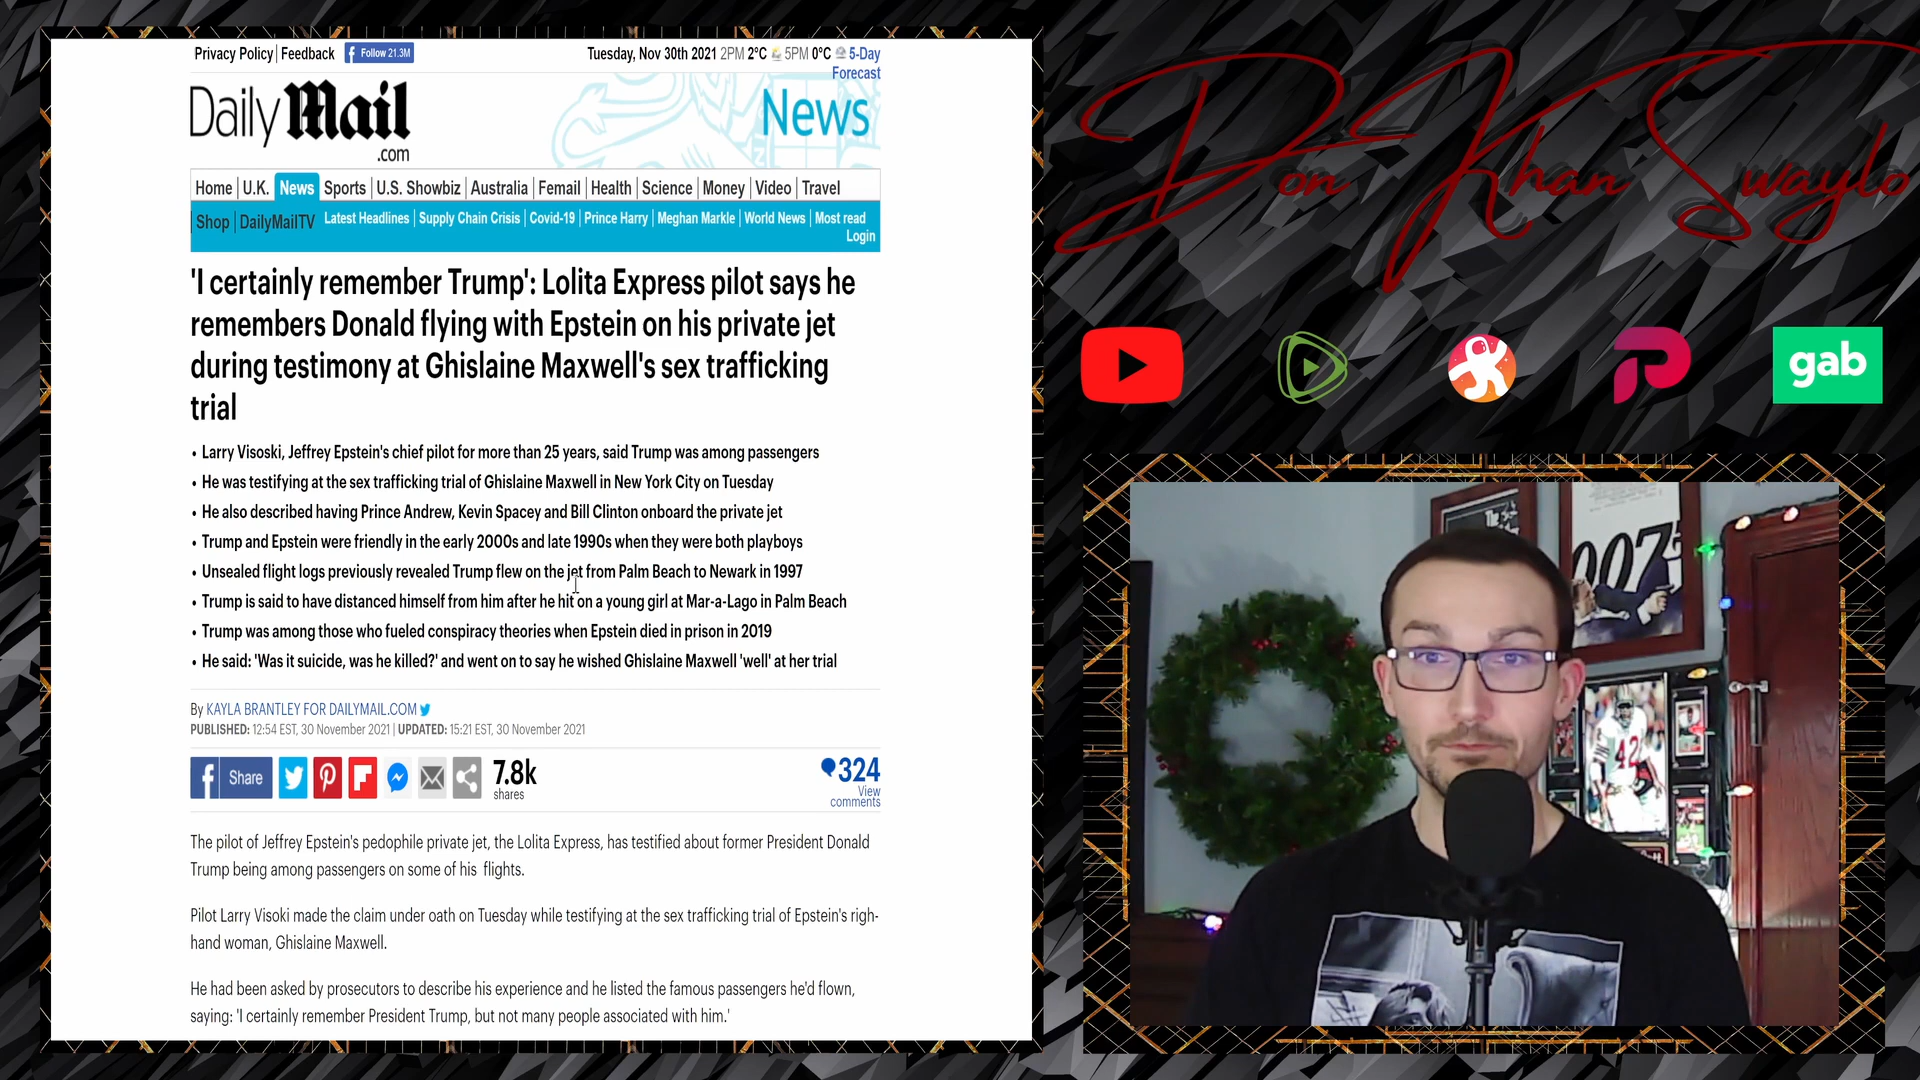 Privacy Policy | Feedback Follow 21.3M Tuesday, Nov 30th 2021 2PM 2°C 5PM 0°C 5-Day
Forecast
Daily Mail
.com
News
Home | U.K. News Sports | U.S. Showbiz | Australia | Femail | Health | Science | Money | Video | Travel
Shop | DailyMailTV Latest Headlines | Supply Chain Crisis | Covid-19 | Prince Harry | Meghan Markle | World News | Most read
Login
'I certainly remember Trump': Lolita Express pilot says he
remembers Donald flying with Epstein on his private jet
during testimony at Ghislaine Maxwell's sex trafficking
trial
• Larry Visoski, Jeffrey Epstein's chief pilot for more than 25 years, said Trump was among passengers
• He was testifying at the sex trafficking trial of Ghislaine Maxwell in New York City on Tuesday
• He also described having Prince Andrew, Kevin Spacey and Bill Clinton onboard the private jet
• Trump and Epstein were friendly in the early 2000s and late 1990s when they were both playboys
• Unsealed flight logs previously revealed Trump flew on the jet from Palm Beach to Newark in 1997
• Trump is said to have distanced himself from him after he hit on a young girl at Mar-a-Lago in Palm Beach
• Trump was among those who fueled conspiracy theories when Epstein died in prison in 2019
• He said: 'Was it suicide, was he killed?' and went on to say he wished Ghislaine Maxwell 'well' at her trial
By KAYLA BRANTLEY FOR DAILYMAIL.COM
PUBLISHED: 12:54 EST, 30 November 2021 | UPDATED: 15:21 EST, 30 November 2021
Share
7.8k
shares
324
View
comments
The pilot of Jeffrey Epstein's pedophile private jet, the Lolita Express, has testified about former President Donald
Trump being among passengers on some of his flights.
Pilot Larry Visoki made the claim under oath on Tuesday while testifying at the sex trafficking trial of Epstein's righ-
hand woman, Ghislaine Maxwell.
He had been asked by prosecutors to describe his experience and he listed the famous passengers he'd flown,
saying: 'I certainly remember President Trump, but not many people associated with him.'
Don Khan Swaylo
gab
007
42